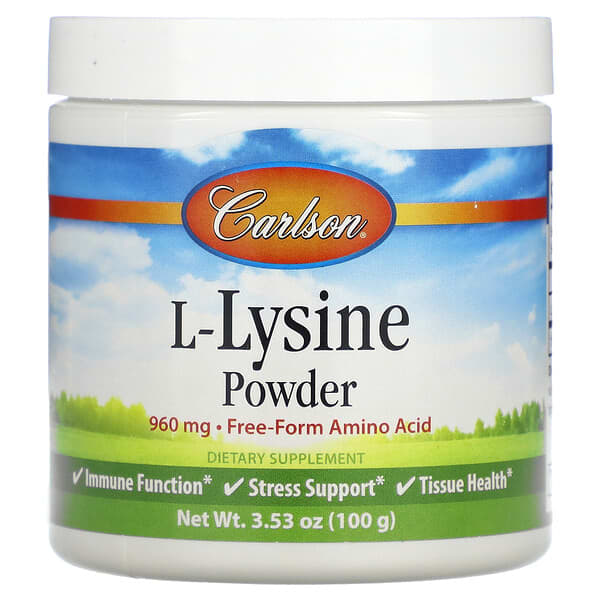 Carlson®
L-Lysine
Powder
960 mg • Free-Form Amino Acid
DIETARY SUPPLEMENT
✓ Immune Function* ✓ Stress Support* ✓ Tissue Health*
Net Wt. 3.53 oz (100 g)